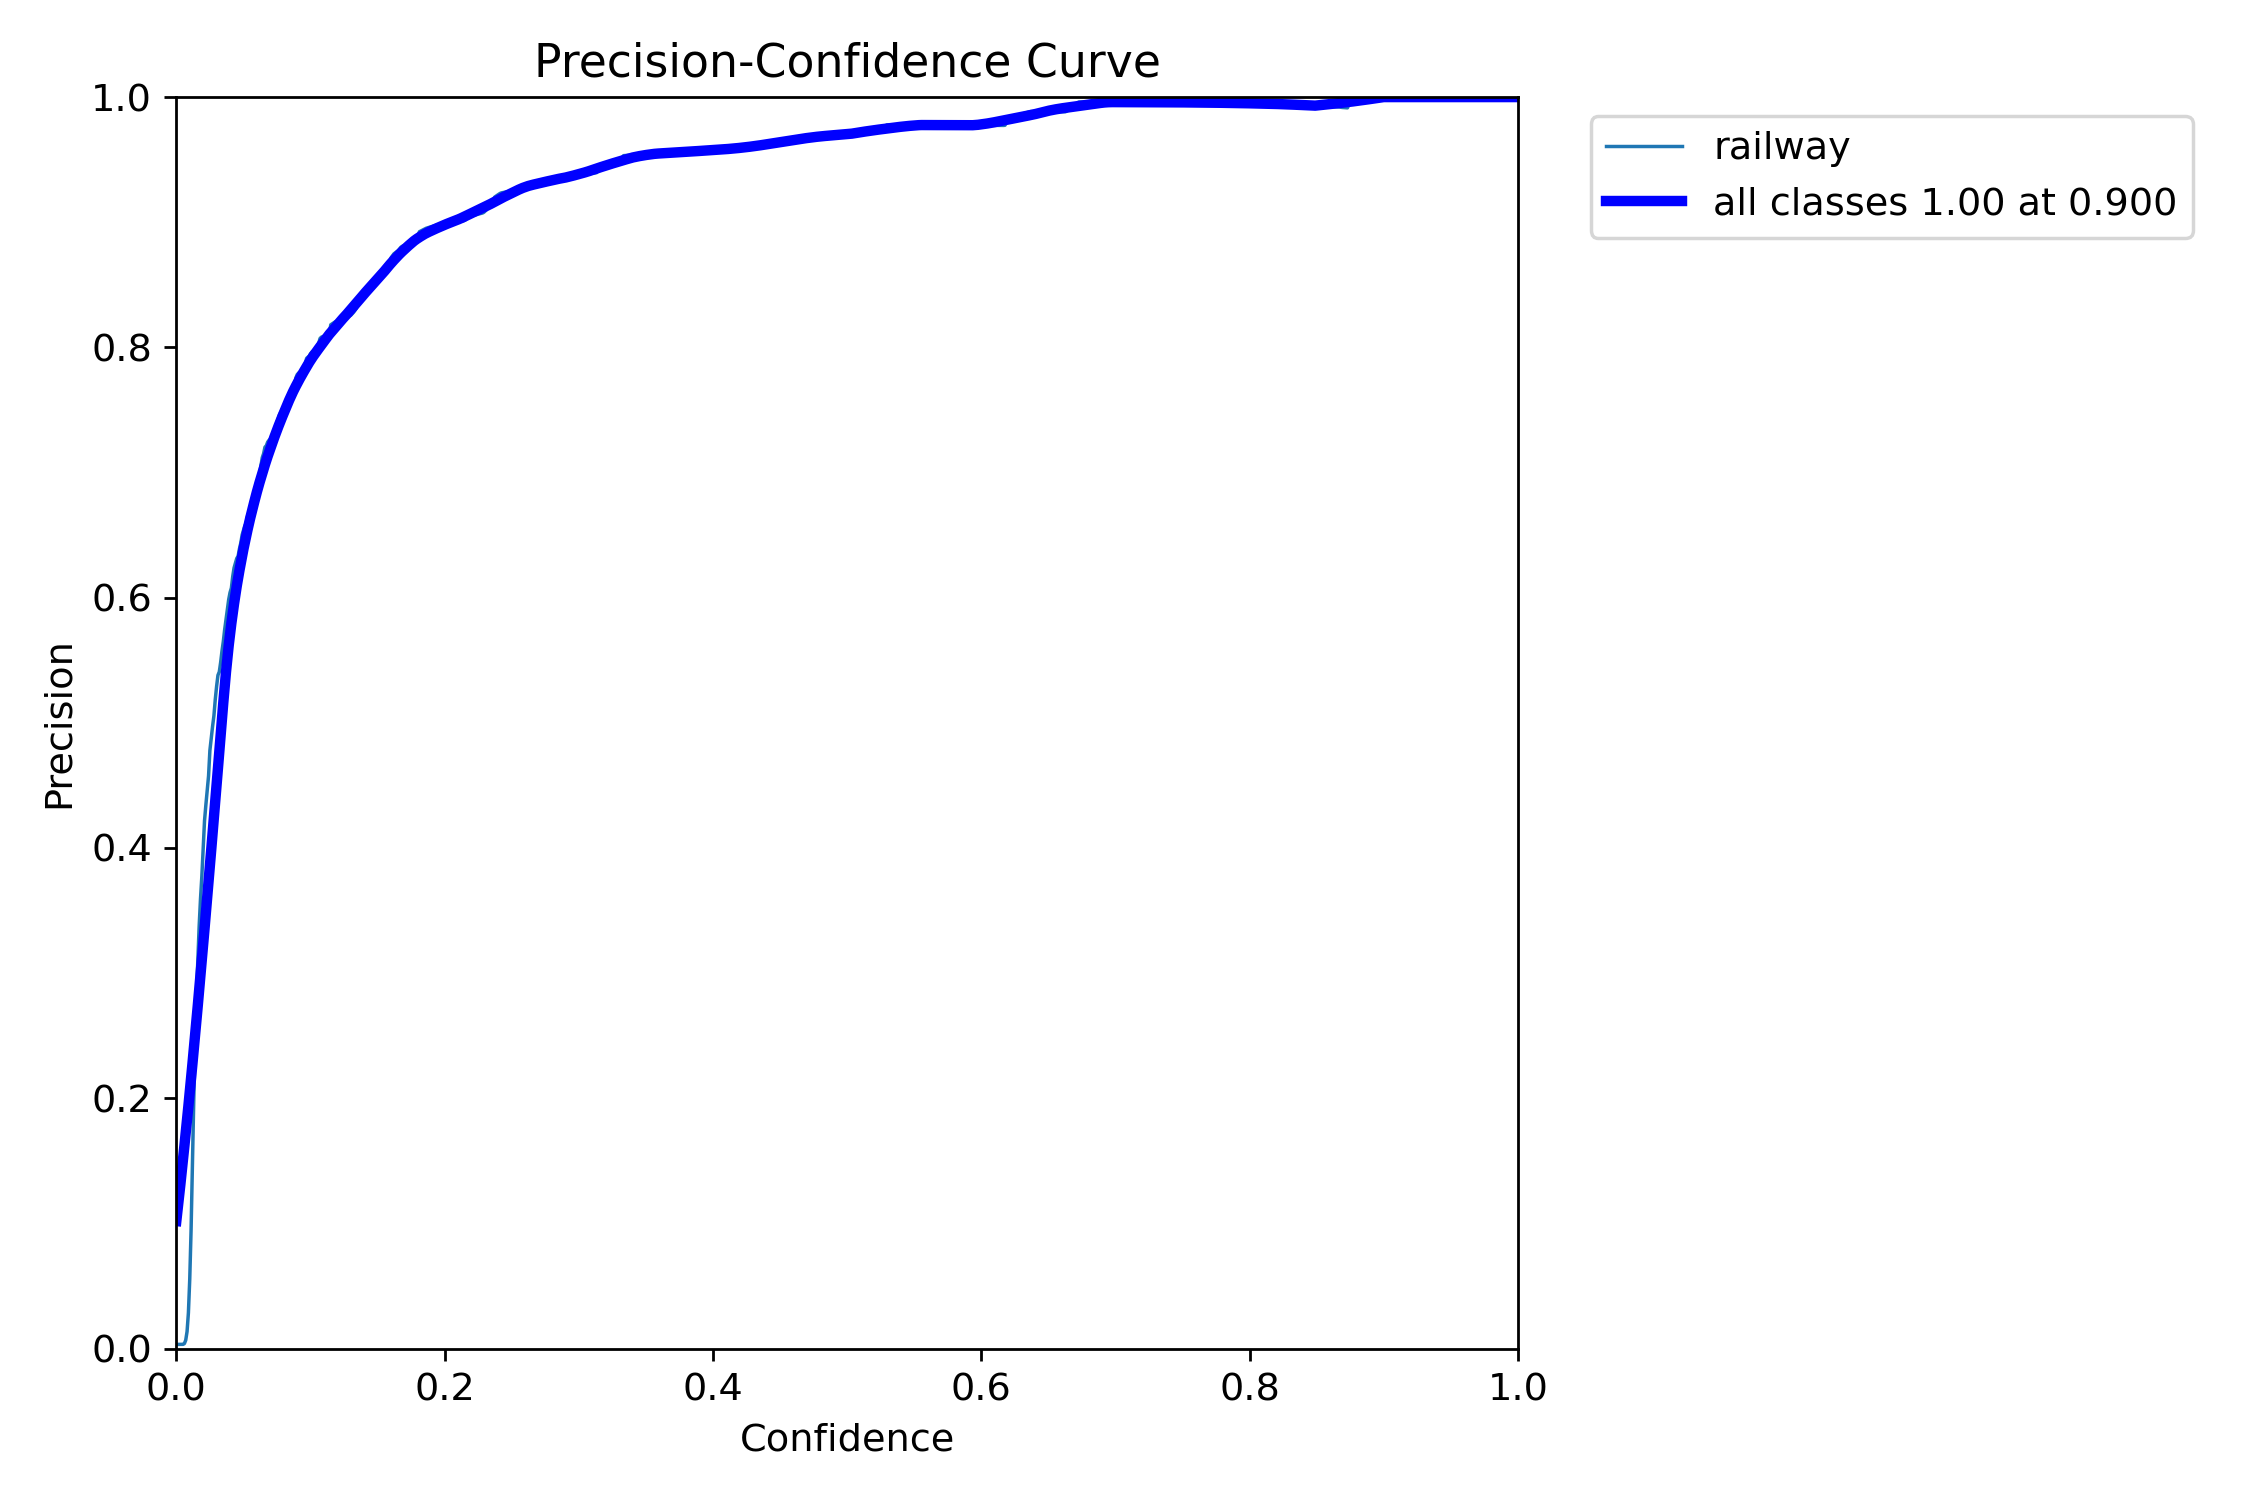 Precision-Confidence Curve
1.0
0.8
0.6
0.4
0.2
0.0
Precision
0.0 0.2 0.4 0.6 0.8 1.0
Confidence
railway
all classes 1.00 at 0.900